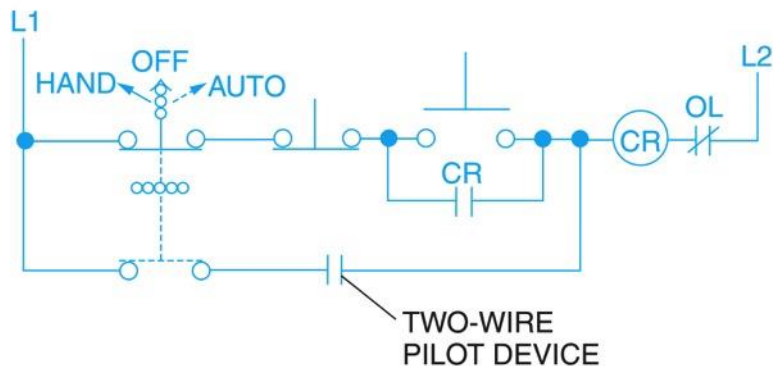 L1
OFF
HAND
AUTO
L2
OL
CR
CR
TWO-WIRE
PILOT DEVICE